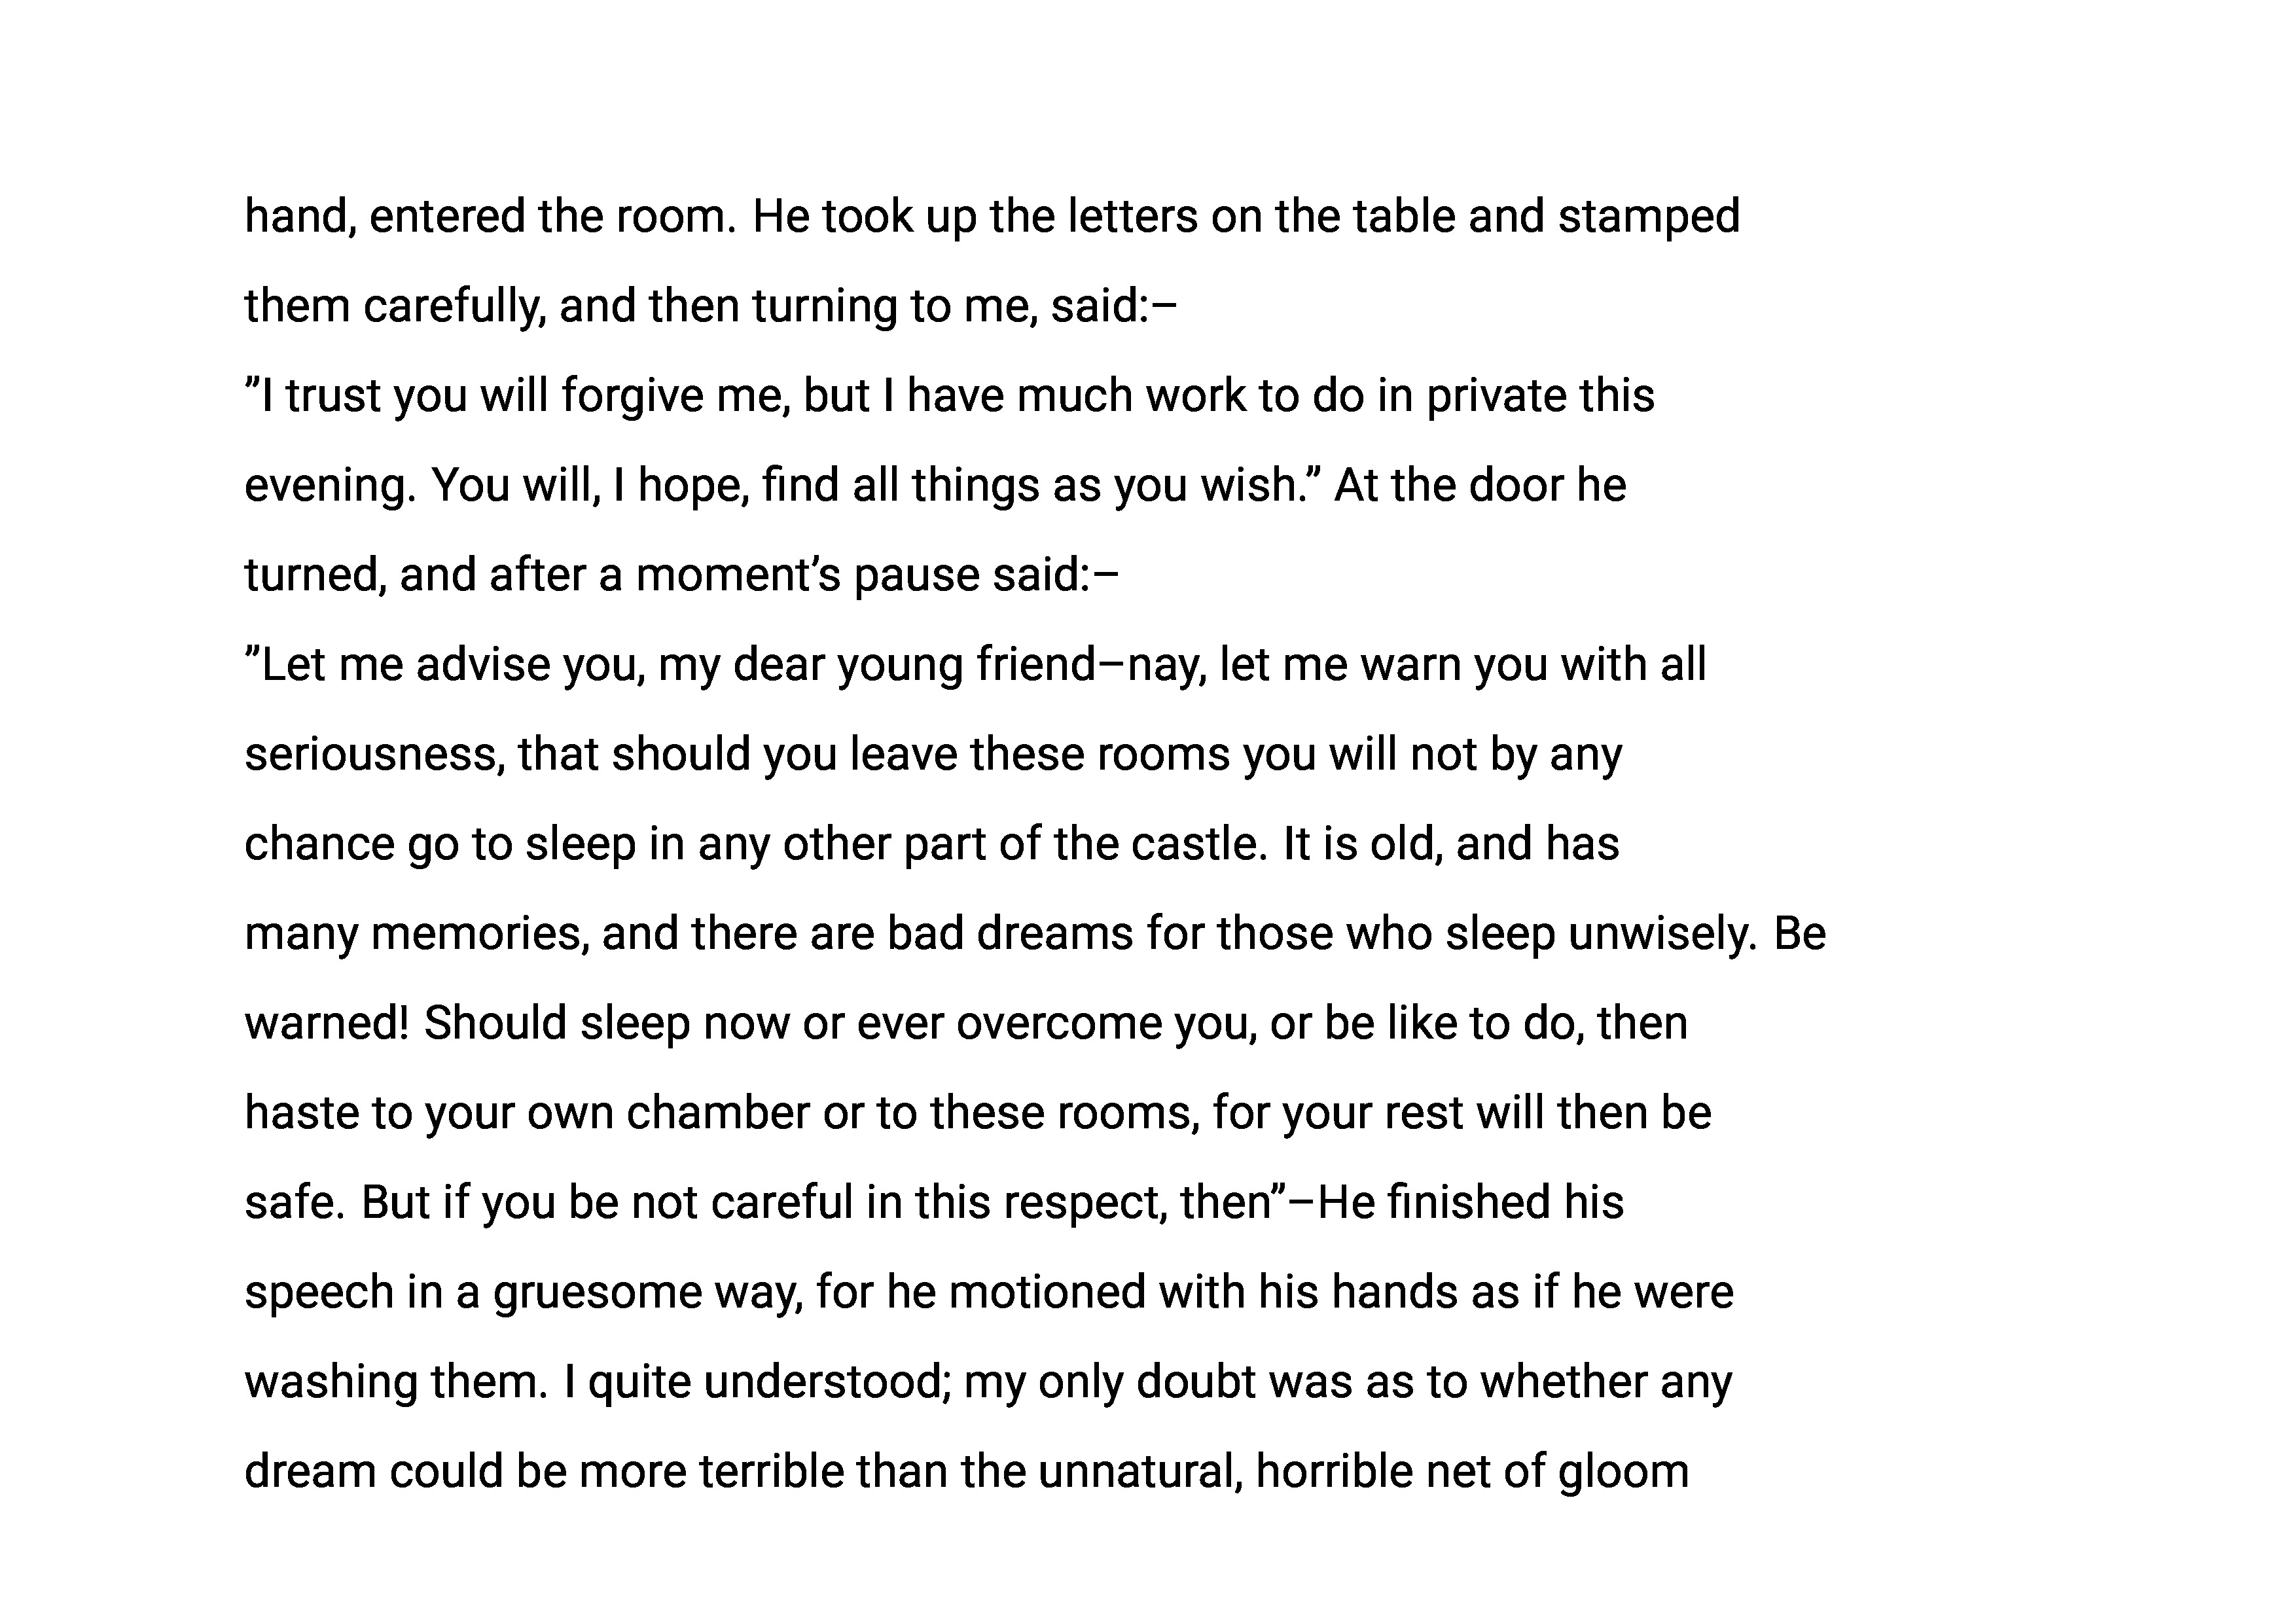 hand, entered the room. He took up the letters on the table and stamped
them carefully, and then turning to me, said:–
”I trust you will forgive me, but I have much work to do in private this
evening. You will, I hope, find all things as you wish.” At the door he
turned, and after a moment’s pause said:–
”Let me advise you, my dear young friend–nay, let me warn you with all
seriousness, that should you leave these rooms you will not by any
chance go to sleep in any other part of the castle. It is old, and has
many memories, and there are bad dreams for those who sleep unwisely. Be
warned! Should sleep now or ever overcome you, or be like to do, then
haste to your own chamber or to these rooms, for your rest will then be
safe. But if you be not careful in this respect, then”–He finished his
speech in a gruesome way, for he motioned with his hands as if he were
washing them. I quite understood; my only doubt was as to whether any
dream could be more terrible than the unnatural, horrible net of gloom